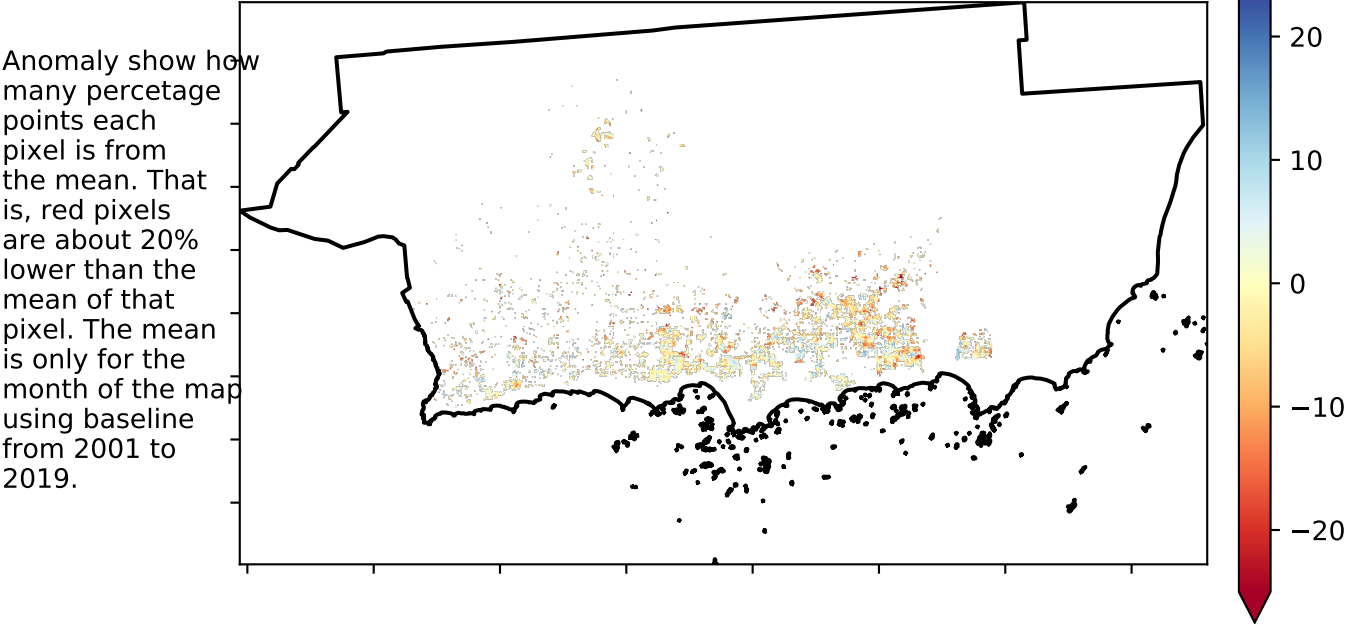 Anomaly show how
many percetage
points each
pixel is from
the mean. That
is, red pixels
are about 20%
lower than the
mean of that
pixel. The mean
is only for the
month of the map
using baseline
from 2001 to
2019.
20
10
0
−10
−20